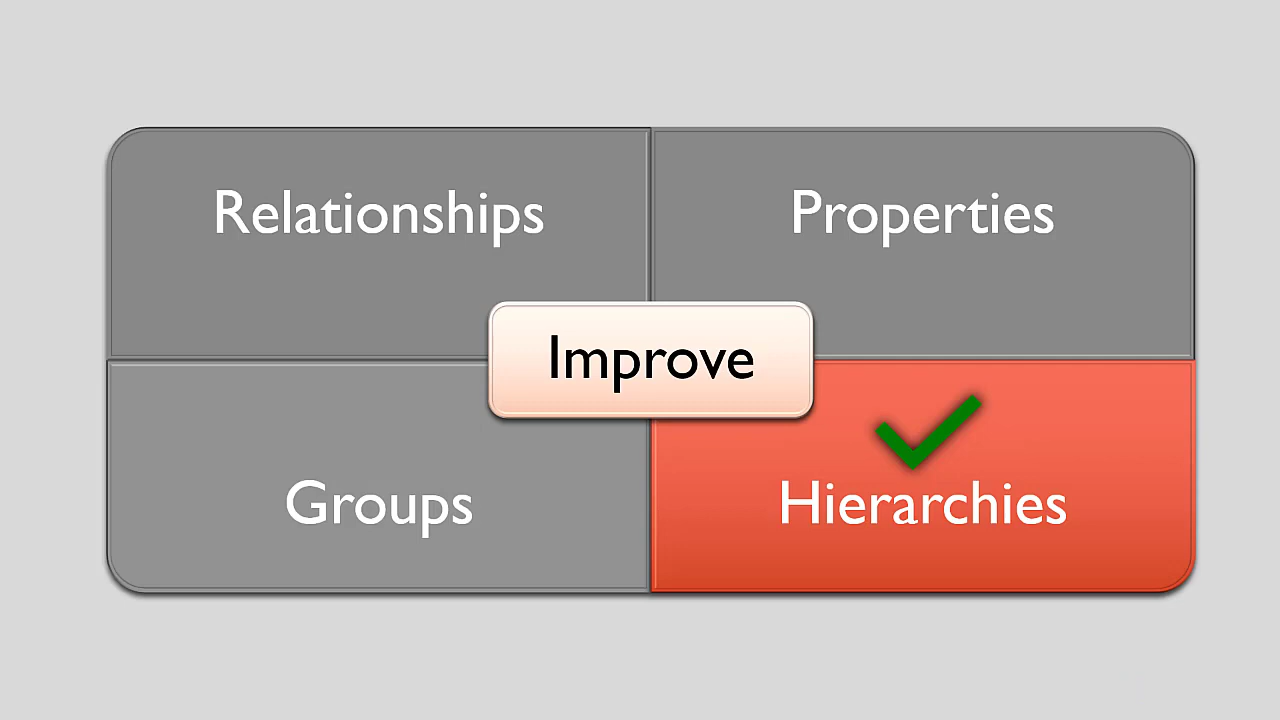 Relationships
Properties
Improve
Groups
Hierarchies